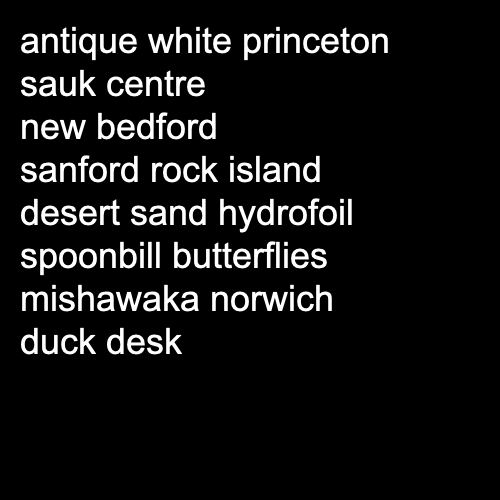 antique white princeton
sauk centre
new bedford
sanford rock island
desert sand hydrofoil
spoonbill butterflies
mishawaka norwich
duck desk